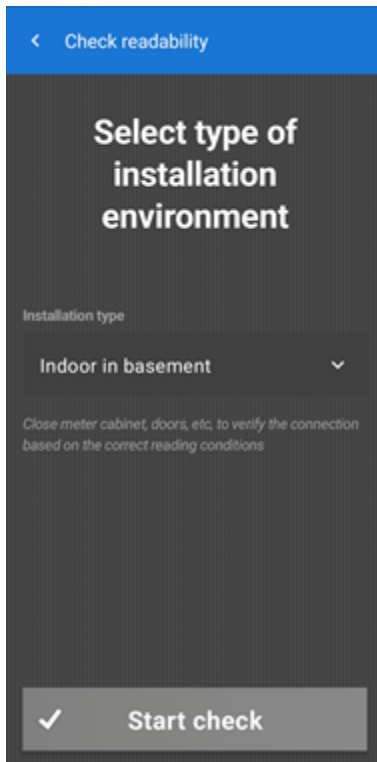 Check readability
Select type of
installation
environment
Installation type
Indoor in basement
Close meter cabinet, doors, etc, to verify the connection
based on the correct reading conditions
Start check